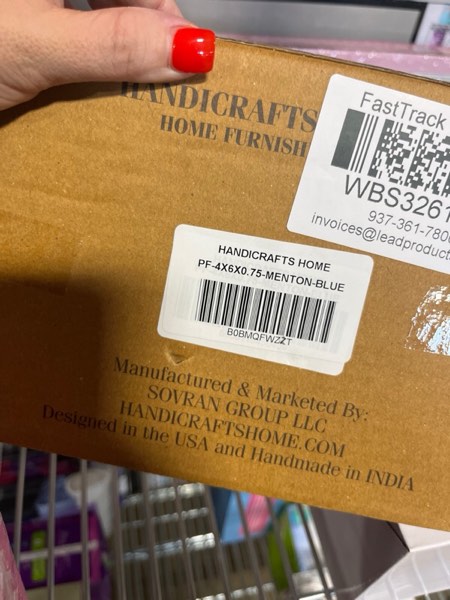 HANDICRAFTS
HOME FURNISH
FastTrack
WBS3261
937-361-780
invoices@leadproduct
HANDICRAFTS HOME
PF-4X6X0.75-MENTON-BLUE
B0BMQFWZZT
Manufactured & Marketed By:
SOVRAN GROUP LLC
HANDICRAFTSHOME.COM
Designed in the USA and Handmade in INDIA